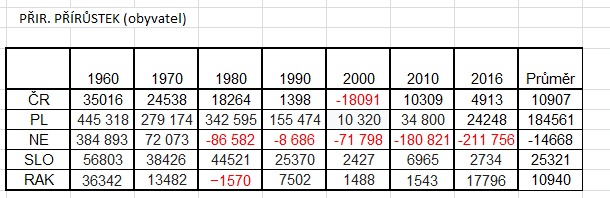 PŘIR. PŘÍRŮSTEK (obyvatel)
1960 1970 1980 1990 2000 2010 2016 Průměr
ČR 35016 24538 18264 1398 -18091 10309 4913 10907
PL 445 318 279 174 342 595 155 474 10 320 34 800 24248 184561
NE 384 893 72 073 -86 582 -8 686 -71 798 -180 821 -211 756 -14668
SLO 56803 38426 44521 25370 2427 6965 2734 25321
RAK 36342 13482 −1570 7502 1488 1543 17796 10940